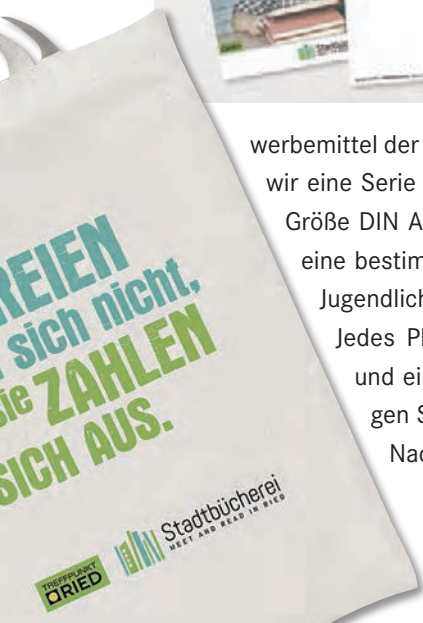 werbemittel der
wir eine Serie
Größe DIN A
eine bestim
Jugendlich
Jedes Pl
und ei
gen S
Nac
REIEN
sich nicht,
sie ZAHLEN
SICH AUS.
TREFFPUNKT
RIED
Stadtbücherei
MEET AND READ IN RIED